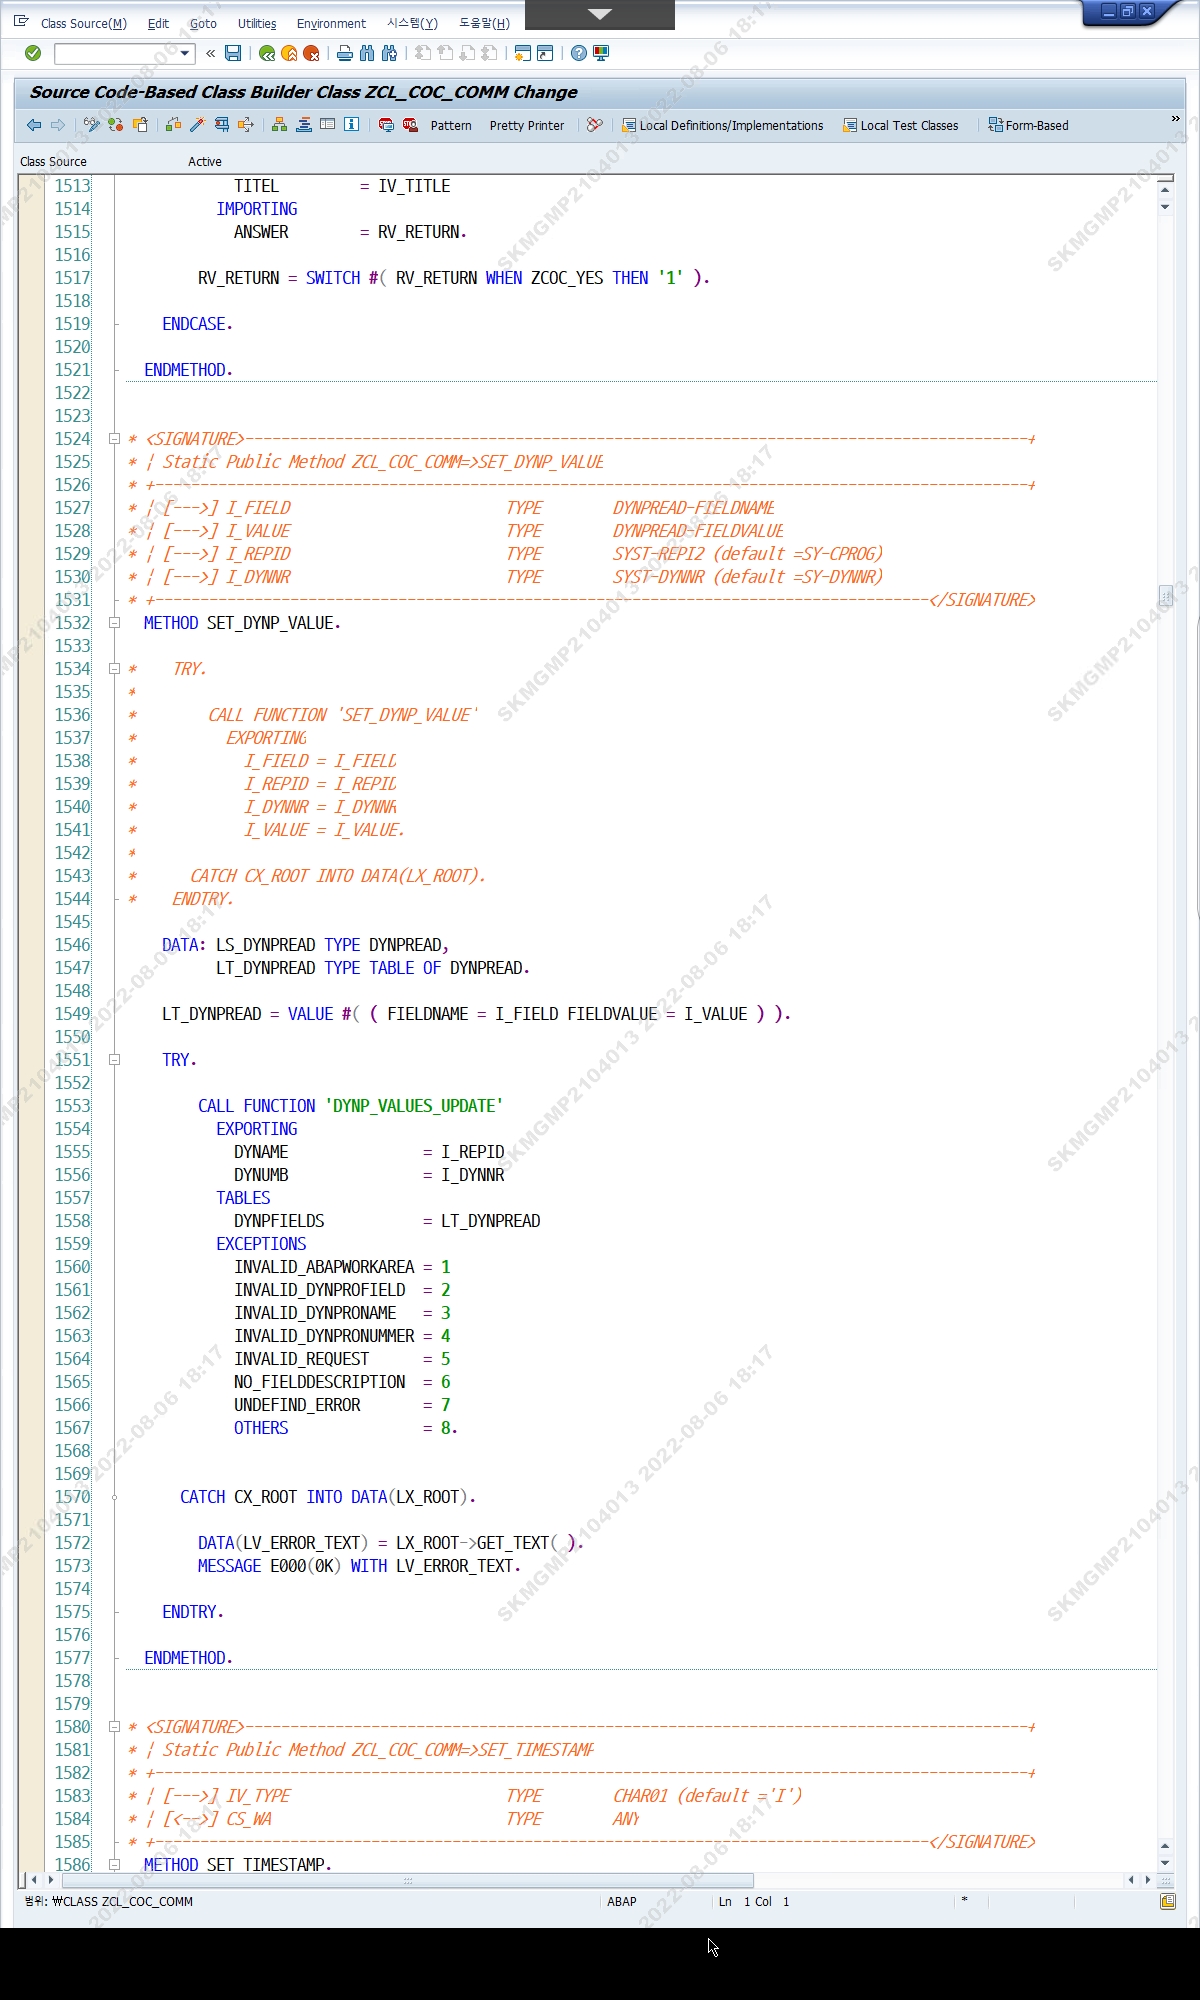 Class Source(M) Edit Goto Utilities Environment 시스템(Y) 도움말(H)
Source Code-Based Class Builder Class ZCL_COC_COMM Change
Pattern Pretty Printer Local Definitions/Implementations Local Test Classes Form-Based
Class Source Active
1513 TITEL = IV_TITLE
1514 IMPORTING
1515 ANSWER = RV_RETURN.
1516
1517 RV_RETURN = SWITCH #( RV_RETURN WHEN ZCOC_YES THEN '1' ).
1518
1519 ENDCASE.
1520
1521 ENDMETHOD.
1522
1523
1524 * <SIGNATURE>---------------------------------------------------------------------------------------+
1525 * | Static Public Method ZCL_COC_COMM=>SET_DYNP_VALUE
1526 * +-------------------------------------------------------------------------------------------------+
1527 * | [--->] I_FIELD TYPE DYNPREAD-FIELDNAME
1528 * | [--->] I_VALUE TYPE DYNPREAD-FIELDVALUE
1529 * | [--->] I_REPID TYPE SYST-REPI2 (default =SY-CPROG)
1530 * | [--->] I_DYNNR TYPE SYST-DYNNR (default =SY-DYNNR)
1531 * +--------------------------------------------------------------------------------------</SIGNATURE>
1532 METHOD SET_DYNP_VALUE.
1533
1534 * TRY.
1535 *
1536 * CALL FUNCTION 'SET_DYNP_VALUE'
1537 * EXPORTING
1538 * I_FIELD = I_FIELD
1539 * I_REPID = I_REPID
1540 * I_DYNNR = I_DYNNR
1541 * I_VALUE = I_VALUE.
1542 *
1543 * CATCH CX_ROOT INTO DATA(LX_ROOT).
1544 * ENDTRY.
1545
1546 DATA: LS_DYNPREAD TYPE DYNPREAD,
1547 LT_DYNPREAD TYPE TABLE OF DYNPREAD.
1548
1549 LT_DYNPREAD = VALUE #( ( FIELDNAME = I_FIELD FIELDVALUE = I_VALUE ) ).
1550
1551 TRY.
1552
1553 CALL FUNCTION 'DYNP_VALUES_UPDATE'
1554 EXPORTING
1555 DYNAME = I_REPID
1556 DYNUMB = I_DYNNR
1557 TABLES
1558 DYNPFIELDS = LT_DYNPREAD
1559 EXCEPTIONS
1560 INVALID_ABAPWORKAREA = 1
1561 INVALID_DYNPROFIELD = 2
1562 INVALID_DYNPRONAME = 3
1563 INVALID_DYNPRONUMMER = 4
1564 INVALID_REQUEST = 5
1565 NO_FIELDDESCRIPTION = 6
1566 UNDEFIND_ERROR = 7
1567 OTHERS = 8.
1568
1569
1570 CATCH CX_ROOT INTO DATA(LX_ROOT).
1571
1572 DATA(LV_ERROR_TEXT) = LX_ROOT->GET_TEXT( ).
1573 MESSAGE E000(0K) WITH LV_ERROR_TEXT.
1574
1575 ENDTRY.
1576
1577 ENDMETHOD.
1578
1579
1580 * <SIGNATURE>---------------------------------------------------------------------------------------+
1581 * | Static Public Method ZCL_COC_COMM=>SET_TIMESTAMP
1582 * +-------------------------------------------------------------------------------------------------+
1583 * | [--->] IV_TYPE TYPE CHAR01 (default ='I')
1584 * | [<-->] CS_WA TYPE ANY
1585 * +--------------------------------------------------------------------------------------</SIGNATURE>
1586 METHOD SET_TIMESTAMP.
범위: ₩CLASS ZCL_COC_COMM ABAP Ln 1 Col 1 *
SKMGMP2104013 2022-08-06 18:17